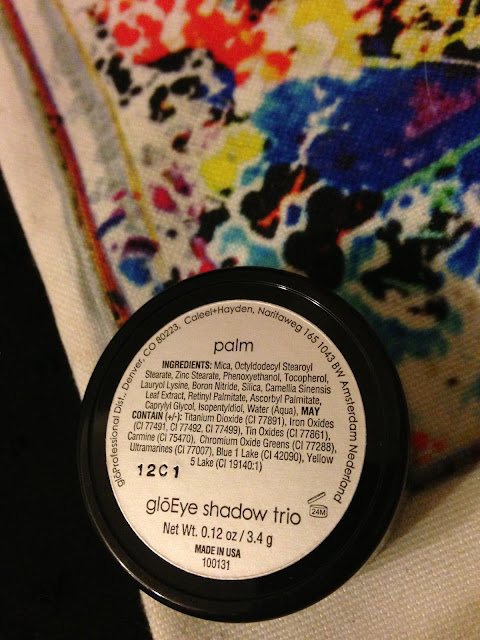 glōProfessional Dist., Denver, CO 80223, Caleel+Hayden, Naritaweg 165 1043 BW Amsterdam Nederland
palm
INGREDIENTS: Mica, Octyldodecyl Stearoyl
Stearate, Zinc Stearate, Phenoxyethanol, Tocopherol,
Lauryol Lysine, Boron Nitride, Silica, Camellia Sinensis
Leaf Extract, Retinyl Palmitate, Ascorbyl Palmitate,
Caprylyl Glycol, Isopentyldiol, Water (Aqua), MAY
CONTAIN (+/-): Titanium Dioxide (CI 77891), Iron Oxides
(CI 77491, CI 77492, CI 77499), Tin Oxides (CI 77861),
Carmine (CI 75470), Chromium Oxide Greens (CI 77288),
Ultramarines (CI 77007), Blue 1 Lake (CI 42090), Yellow
5 Lake (CI 19140:1)
12C1
glōEye shadow trio
24M
Net Wt. 0.12 oz / 3.4 g
MADE IN USA
100131